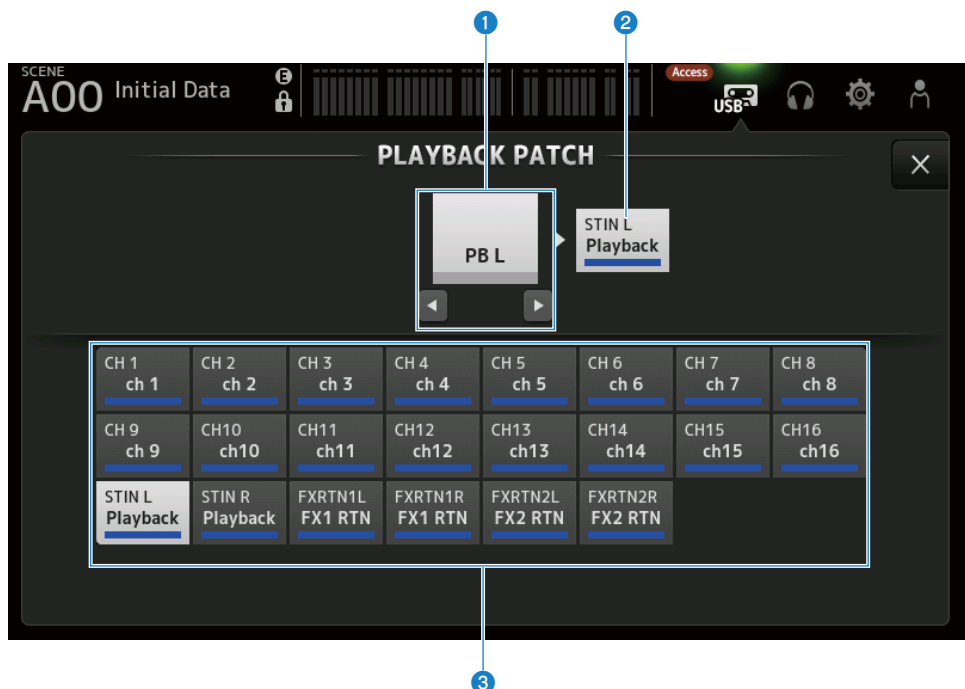 1 2
SCENE
A00 Initial Data
E
Access
USB
PLAYBACK PATCH
PB L
STIN L
Playback
CH 1 CH 2 CH 3 CH 4 CH 5 CH 6 CH 7 CH 8
ch 1 ch 2 ch 3 ch 4 ch 5 ch 6 ch 7 ch 8
CH 9 CH10 CH11 CH12 CH13 CH14 CH15 CH16
ch 9 ch10 ch11 ch12 ch13 ch14 ch15 ch16
STIN L STIN R FXRTN1L FXRTN1R FXRTN2L FXRTN2R
Playback Playback FX1 RTN FX1 RTN FX2 RTN FX2 RTN
3